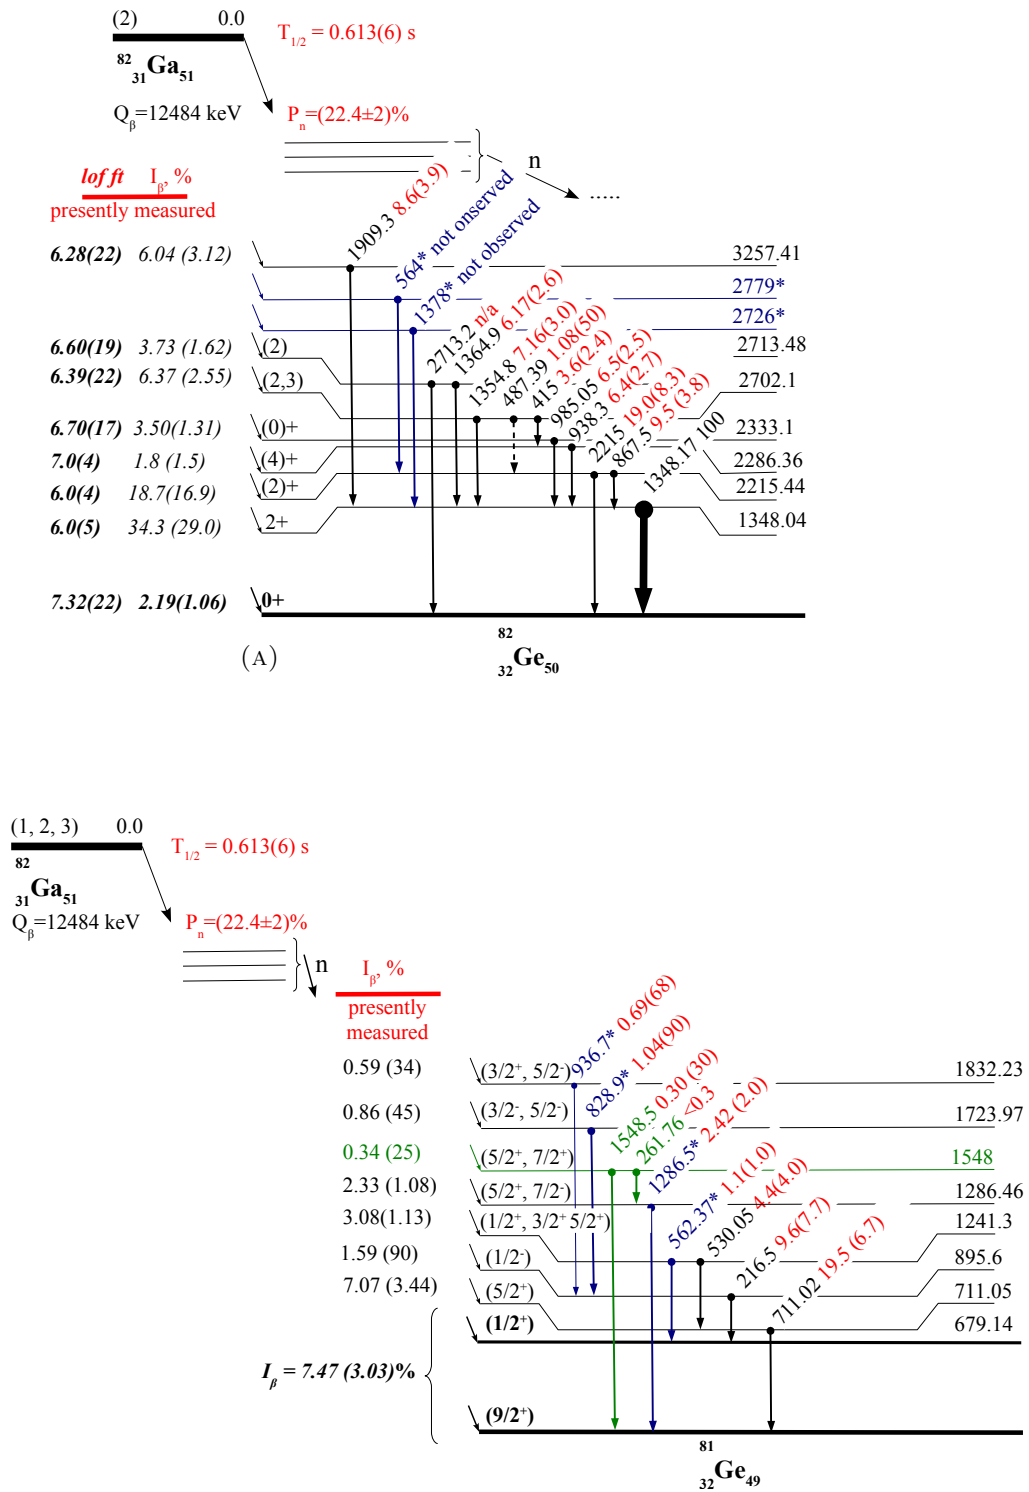 (2) 0.0
T1/2 = 0.613(6) s
82 31Ga51
Qβ=12484 keV
Pn=(22.4±2)%
n
.....
lof ft Iβ, %
presently measured
1909.3 8.6(3.9)
564* not onserved
1378* not observed
2713.2 n/a
1364.9 6.17(2.6)
1354.8 7.16(3.0)
487.39 1.08(50)
415 3.6(2.4)
985.05 6.5(2.5)
938.3 6.4(2.7)
2215 19.0(8.3)
867.5 9.5 (3.8)
1348.17 100
6.28(22) 6.04 (3.12) 3257.41
2779*
2726*
6.60(19) 3.73 (1.62) (2) 2713.48
6.39(22) 6.37 (2.55) (2,3) 2702.1
6.70(17) 3.50(1.31) (0)+ 2333.1
7.0(4) 1.8 (1.5) (4)+ 2286.36
6.0(4) 18.7(16.9) (2)+ 2215.44
6.0(5) 34.3 (29.0) 2+ 1348.04
7.32(22) 2.19(1.06) 0+
82 32Ge50
(A)
(1, 2, 3) 0.0
T1/2 = 0.613(6) s
82 31Ga51
Qβ=12484 keV
Pn=(22.4±2)%
n
Iβ, %
presently
measured
936.7* 0.69(68)
828.9* 1.04(90)
1548.5 0.30 (30)
261.76 <0.3
1286.5* 2.42 (2.0)
562.37* 1.1(1.0)
530.05 4.4(4.0)
216.5 9.6(7.7)
711.02 19.5 (6.7)
0.59 (34) (3/2+, 5/2-) 1832.23
0.86 (45) (3/2-, 5/2-) 1723.97
0.34 (25) (5/2+, 7/2+) 1548
2.33 (1.08) (5/2+, 7/2-) 1286.46
3.08(1.13) (1/2+, 3/2+ 5/2+) 1241.3
1.59 (90) (1/2-) 895.6
7.07 (3.44) (5/2+) 711.05
(1/2+) 679.14
Iβ = 7.47 (3.03)%
(9/2+)
81 32Ge49